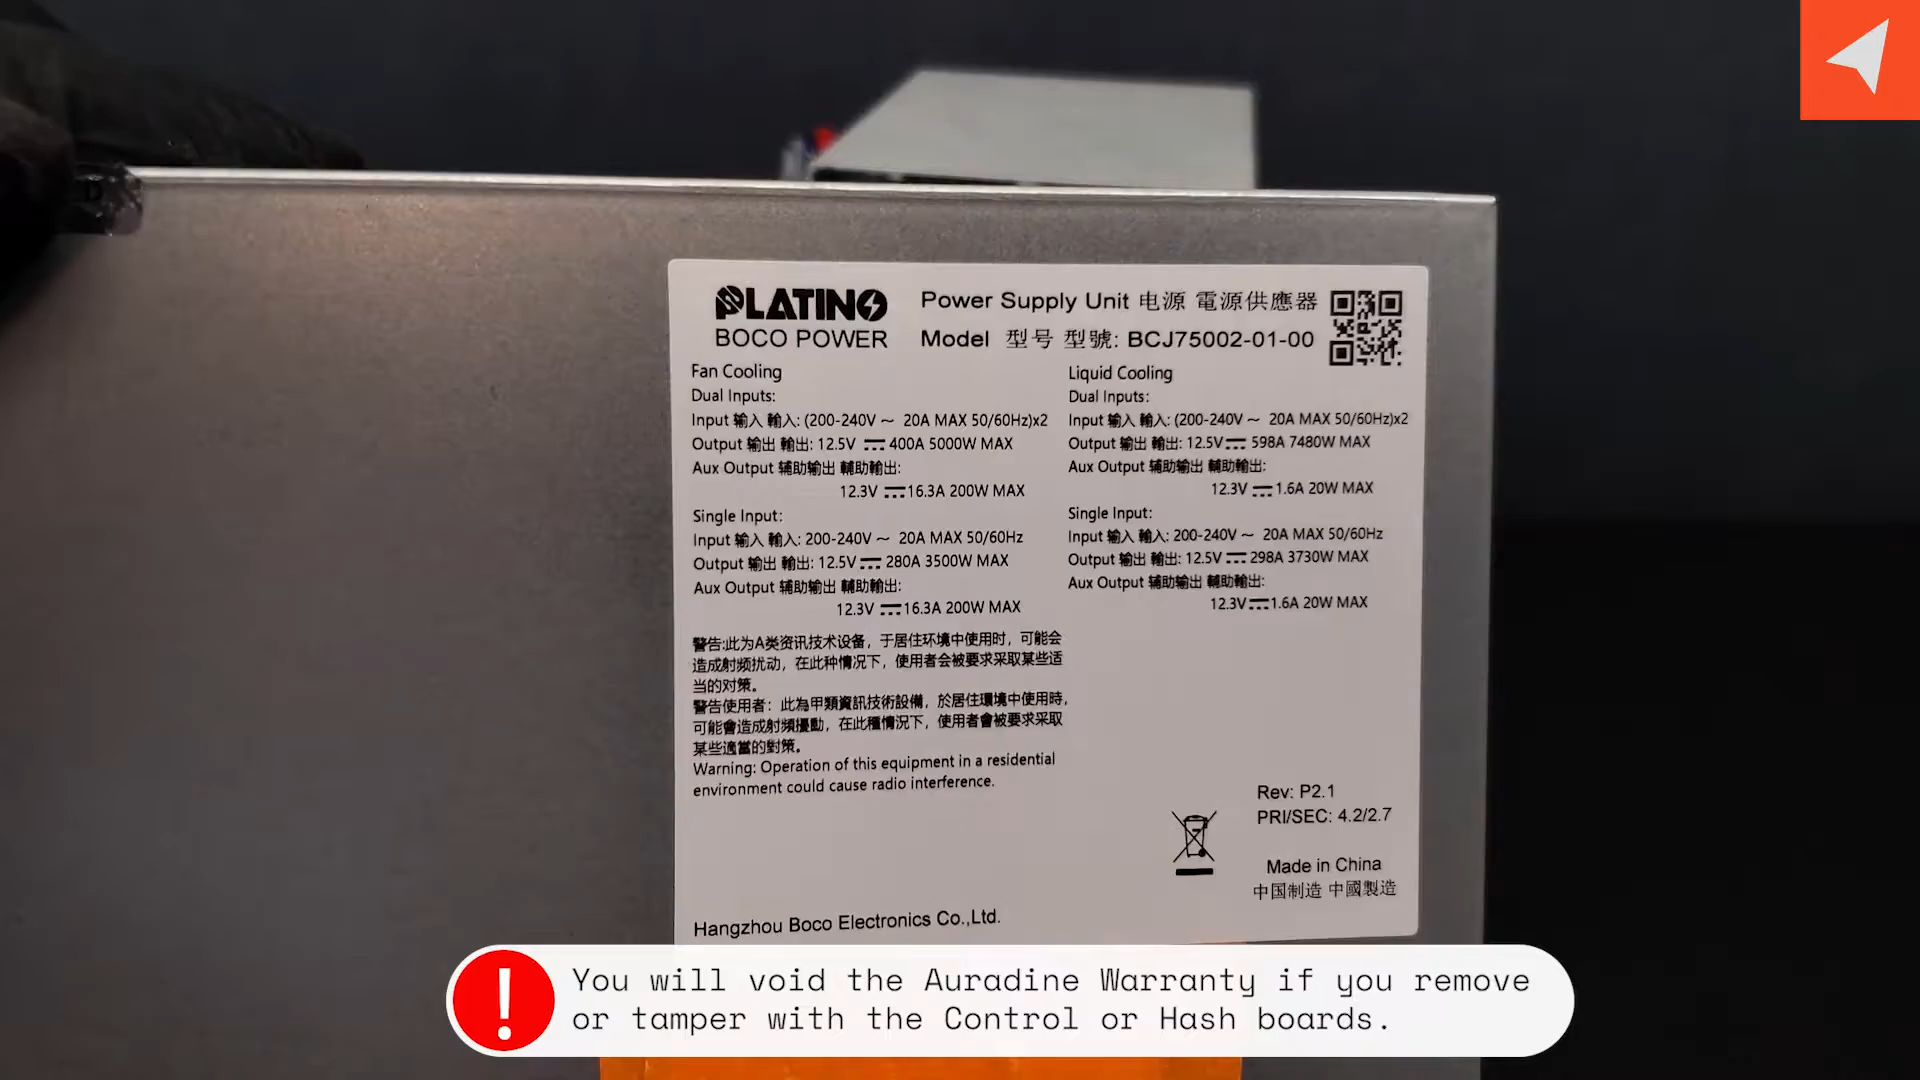 PLATINO
BOCO POWER
Power Supply Unit 电源 電源供應器
Model 型号 型號: BCJ75002-01-00
Fan Cooling
Dual Inputs:
Input 输入 輸入: (200-240V ～ 20A MAX 50/60Hz)x2
Output 输出 輸出: 12.5V ⎓ 400A 5000W MAX
Aux Output 辅助输出 輔助輸出:
12.3V ⎓ 16.3A 200W MAX
Single Input:
Input 输入 輸入: 200-240V ～ 20A MAX 50/60Hz
Output 输出 輸出: 12.5V ⎓ 280A 3500W MAX
Aux Output 辅助输出 輔助輸出:
12.3V ⎓ 16.3A 200W MAX
Liquid Cooling
Dual Inputs:
Input 输入 輸入: (200-240V ～ 20A MAX 50/60Hz)x2
Output 输出 輸出: 12.5V ⎓ 598A 7480W MAX
Aux Output 辅助输出 輔助輸出:
12.3V ⎓ 1.6A 20W MAX
Single Input:
Input 输入 輸入: 200-240V ～ 20A MAX 50/60Hz
Output 输出 輸出: 12.5V ⎓ 298A 3730W MAX
Aux Output 辅助输出 輔助輸出:
12.3V ⎓ 1.6A 20W MAX
警告:此为A类资讯技术设备，于居住环境中使用时，可能会
造成射频扰动，在此种情况下，使用者会被要求采取某些适
当的对策。
警告使用者：此為甲類資訊技術設備，於居住環境中使用時，
可能會造成射頻擾動，在此種情況下，使用者會被要求采取
某些適當的對策。
Warning: Operation of this equipment in a residential
environment could cause radio interference.
Rev: P2.1
PRI/SEC: 4.2/2.7
Made in China
中国制造 中國製造
Hangzhou Boco Electronics Co.,Ltd.
You will void the Auradine Warranty if you remove
or tamper with the Control or Hash boards.